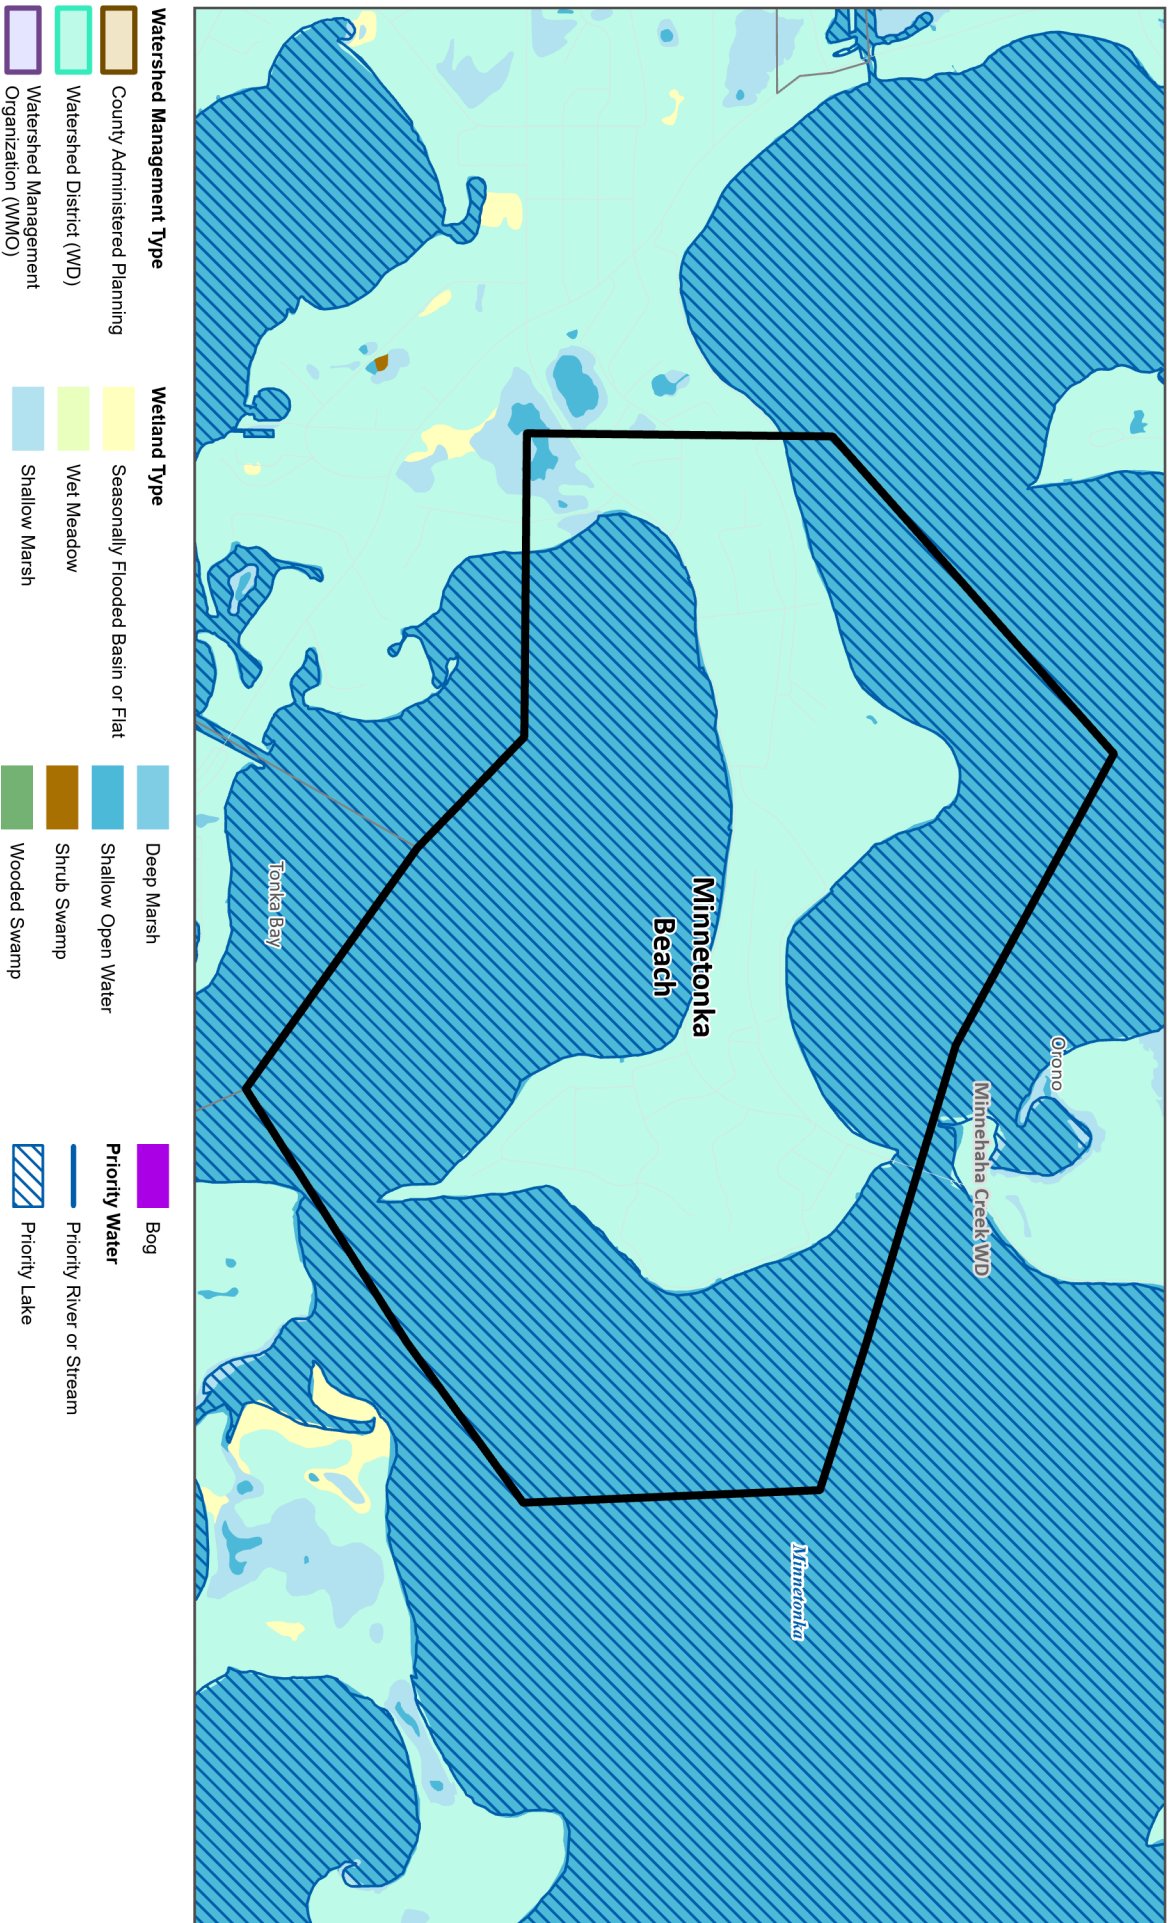 Minnetonka
Beach
Orono
Minnehaha Creek WD
Minnetonka
Tonka Bay
Watershed Management Type
County Administered Planning
Watershed District (WD)
Watershed Management
Organization (WMO)
Wetland Type
Seasonally Flooded Basin or Flat
Wet Meadow
Shallow Marsh
Deep Marsh
Shallow Open Water
Shrub Swamp
Wooded Swamp
Bog
Priority Water
Priority River or Stream
Priority Lake